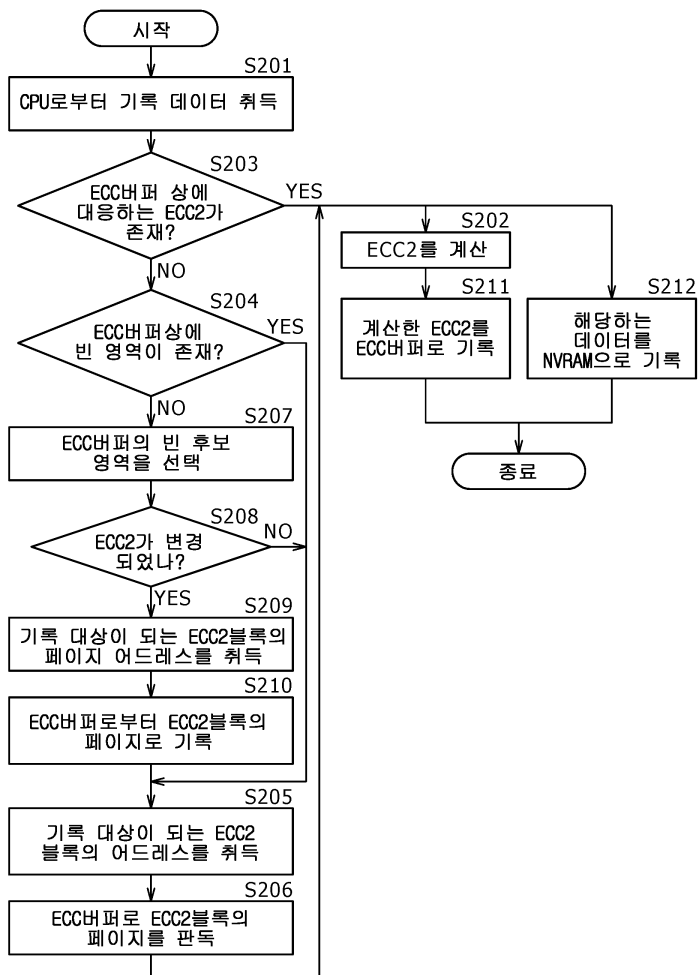 시작
S201
CPU로부터 기록 데이터 취득
S203
ECC버퍼 상에
대응하는 ECC2가
존재?
YES
NO
S204
ECC버퍼상에
빈 영역이 존재?
YES
NO
S207
ECC버퍼의 빈 후보
영역을 선택
S208
ECC2가 변경
되었나?
NO
YES
S209
기록 대상이 되는 ECC2블록의
페이지 어드레스를 취득
S210
ECC버퍼로부터 ECC2블록의
페이지로 기록
S205
기록 대상이 되는 ECC2
블록의 어드레스를 취득
S206
ECC버퍼로 ECC2블록의
페이지를 판독
S202
ECC2를 계산
S211
계산한 ECC2를
ECC버퍼로 기록
S212
해당하는
데이터를
NVRAM으로 기록
종료